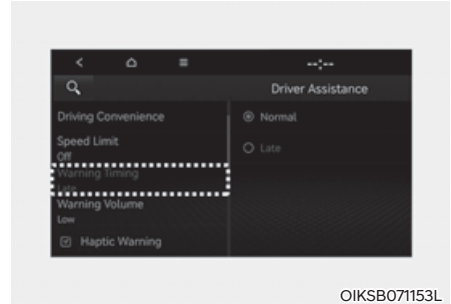 --:--
Driver Assistance
Driving Convenience
Speed Limit
Off
Warning Timing
Late
Warning Volume
Low
Haptic Warning
Normal
Late
OIKSB071153L